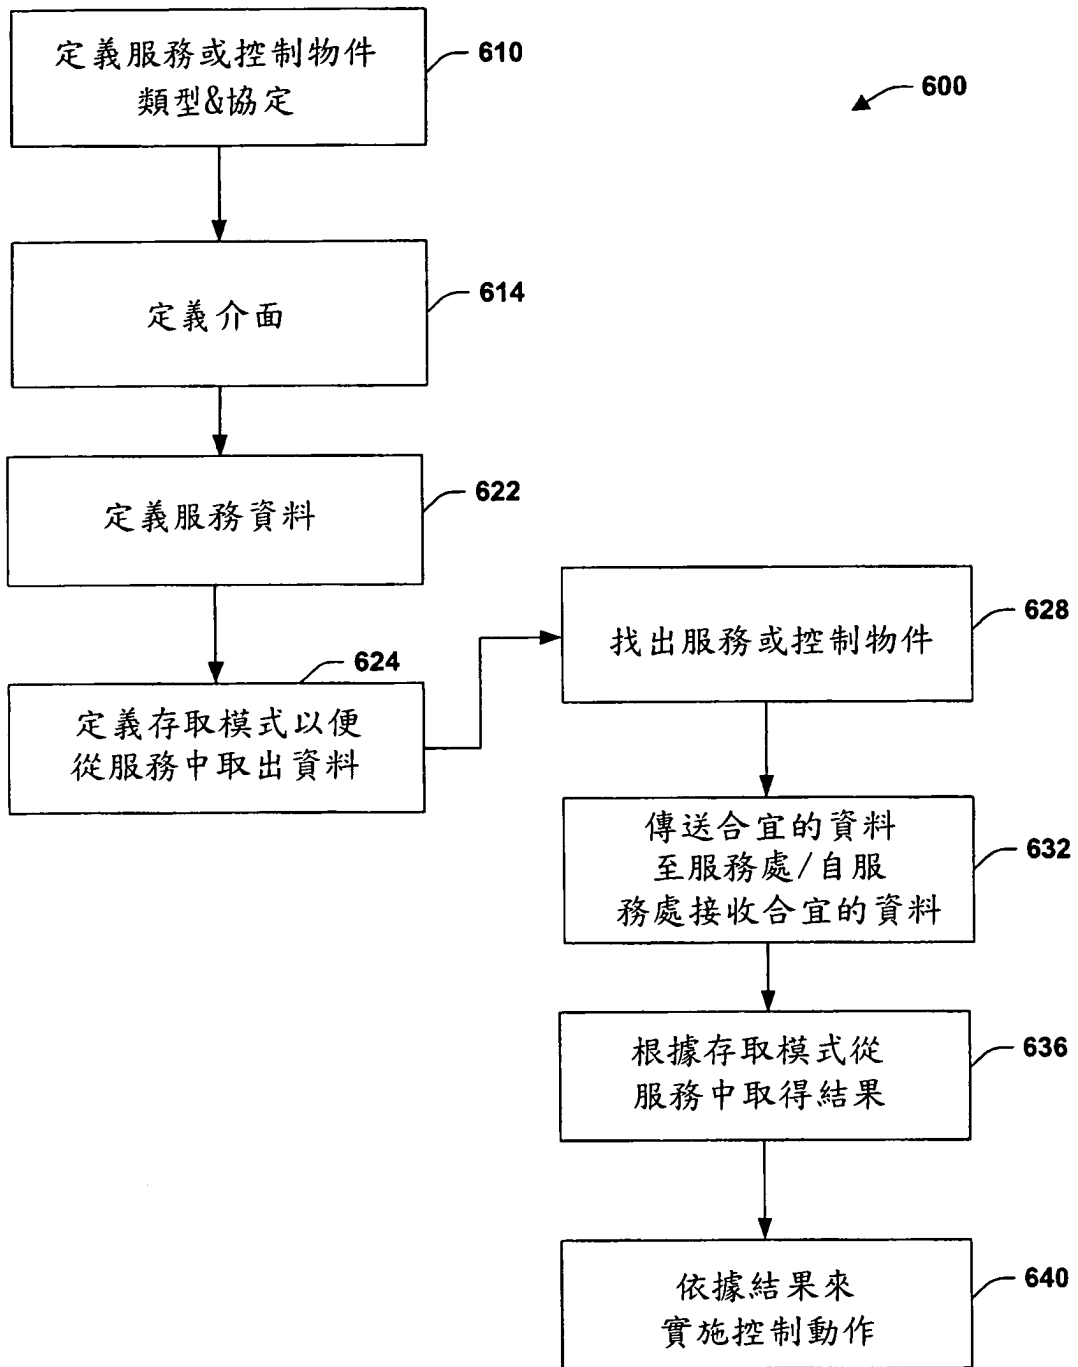 定義服務或控制物件
類型&協定
610
600
定義介面
614
定義服務資料
622
624
定義存取模式以便
從服務中取出資料
找出服務或控制物件
628
傳送合宜的資料
至服務處/自服
務處接收合宜的資料
632
根據存取模式從
服務中取得結果
636
依據結果來
實施控制動作
640